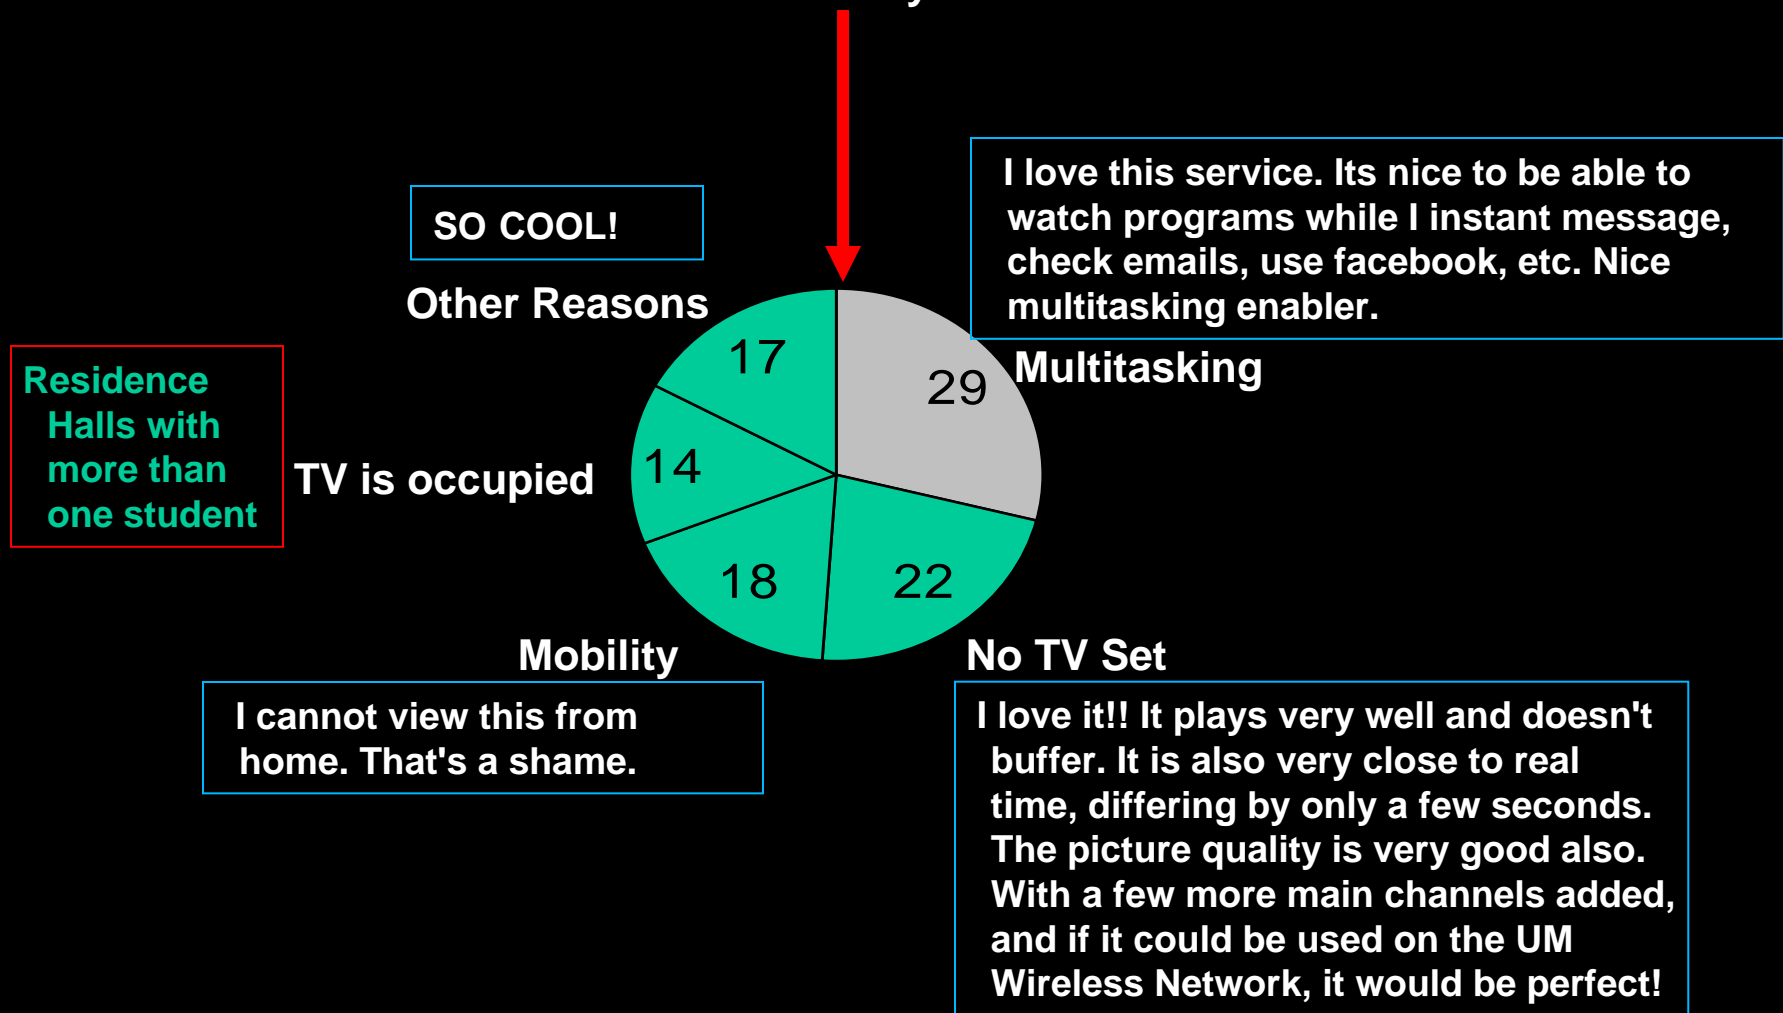 SO COOL!
I love this service. Its nice to be able to
watch programs while I instant message,
check emails, use facebook, etc. Nice
multitasking enabler.
Other Reasons
Multitasking
17
29
Residence
Halls with
more than
one student
TV is occupied
14
18
22
Mobility
No TV Set
I cannot view this from
home. That's a shame.
I love it!! It plays very well and doesn't
buffer. It is also very close to real
time, differing by only a few seconds.
The picture quality is very good also.
With a few more main channels added,
and if it could be used on the UM
Wireless Network, it would be perfect!